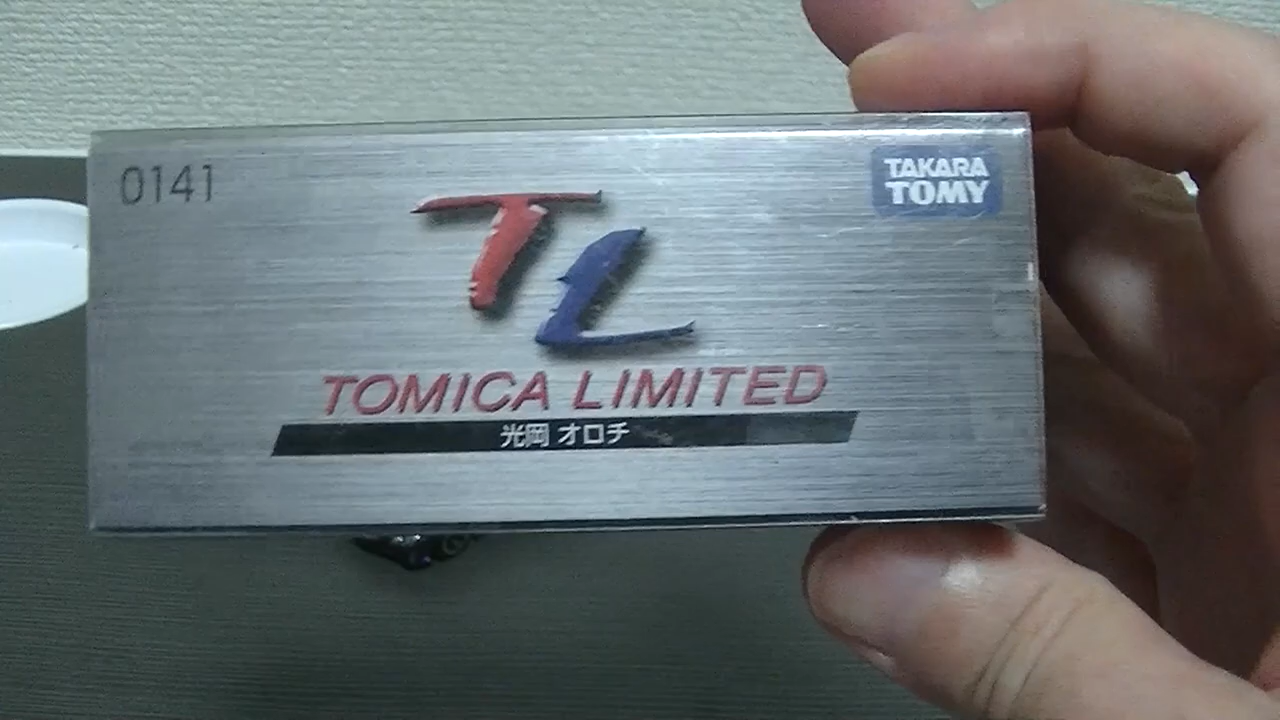 0141
TAKARA
TOMY
TL
TOMICA LIMITED
光岡 オロチ